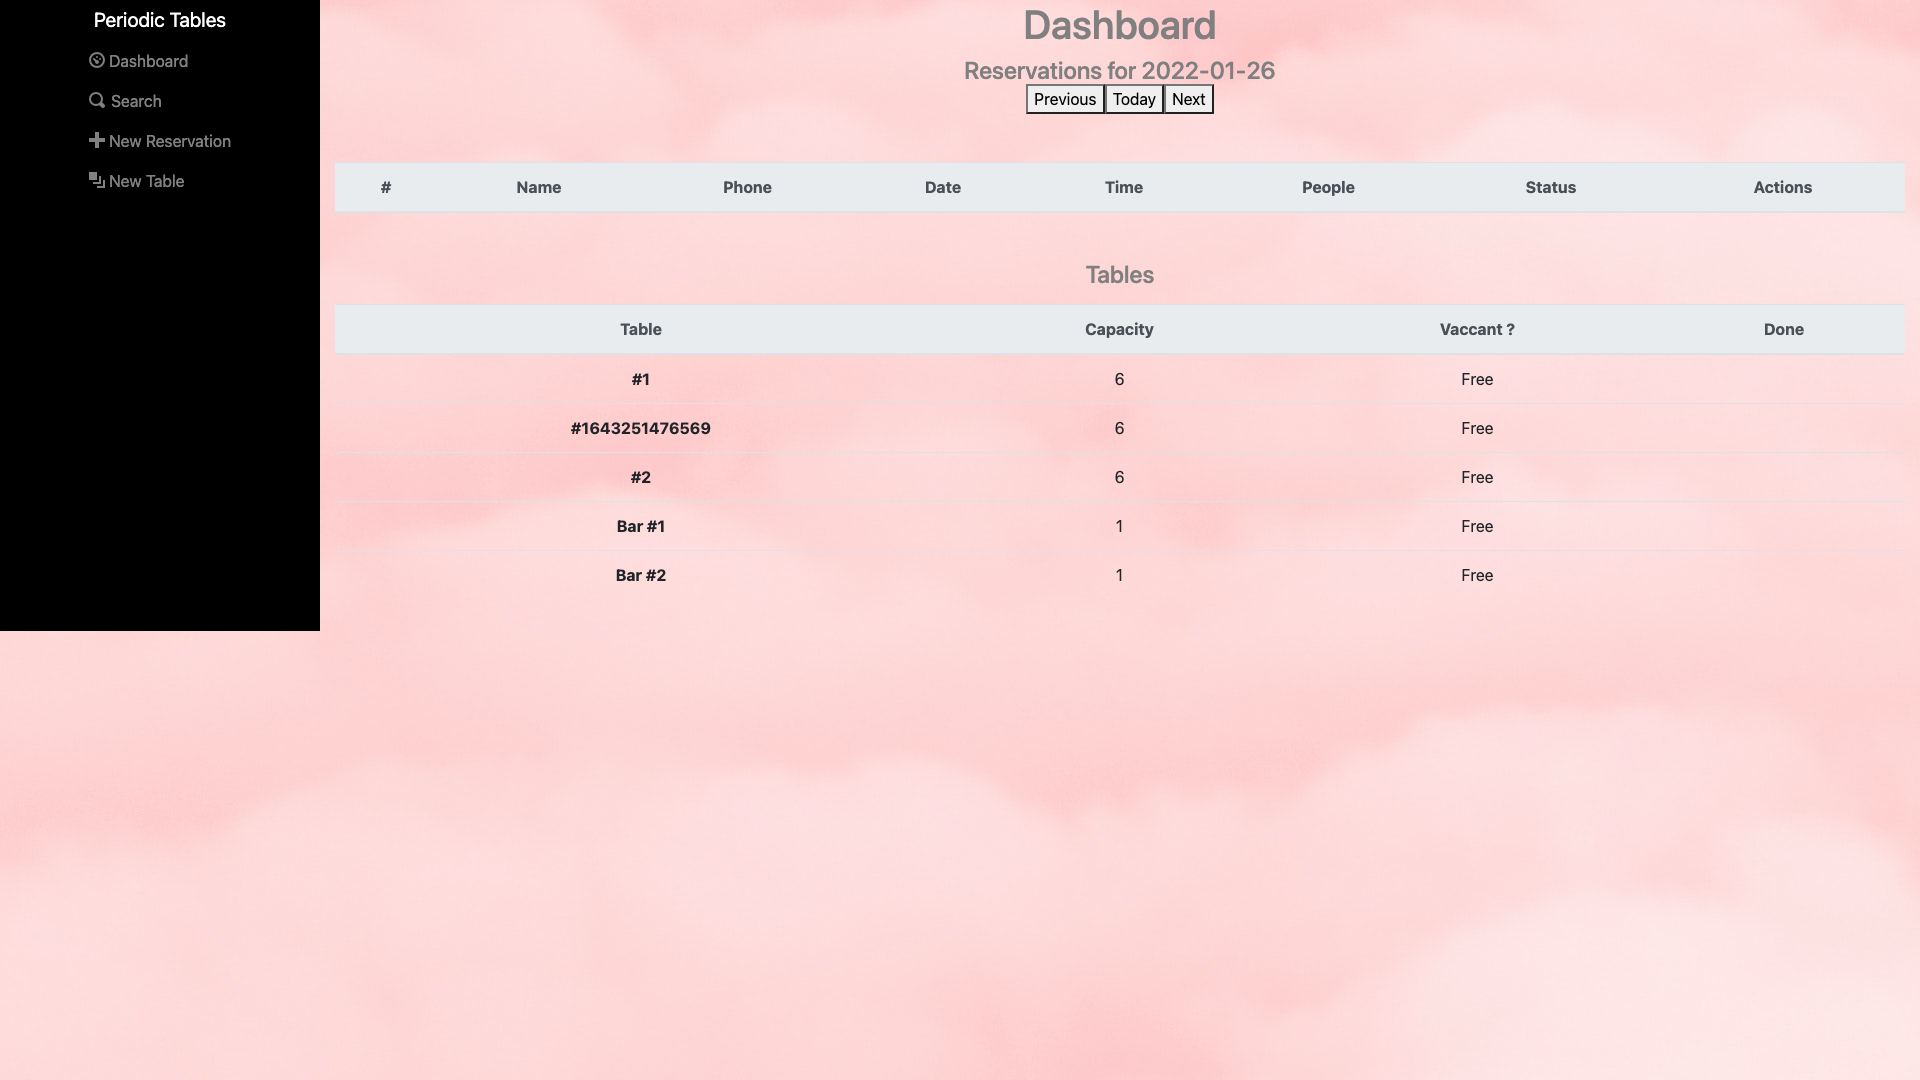 Periodic Tables
Dashboard
Search
New Reservation
New Table
Dashboard
Reservations for 2022-01-26
Previous Today Next
# Name Phone Date Time People Status Actions
Tables
Table Capacity Vaccant ? Done
#1 6 Free
#1643251476569 6 Free
#2 6 Free
Bar #1 1 Free
Bar #2 1 Free